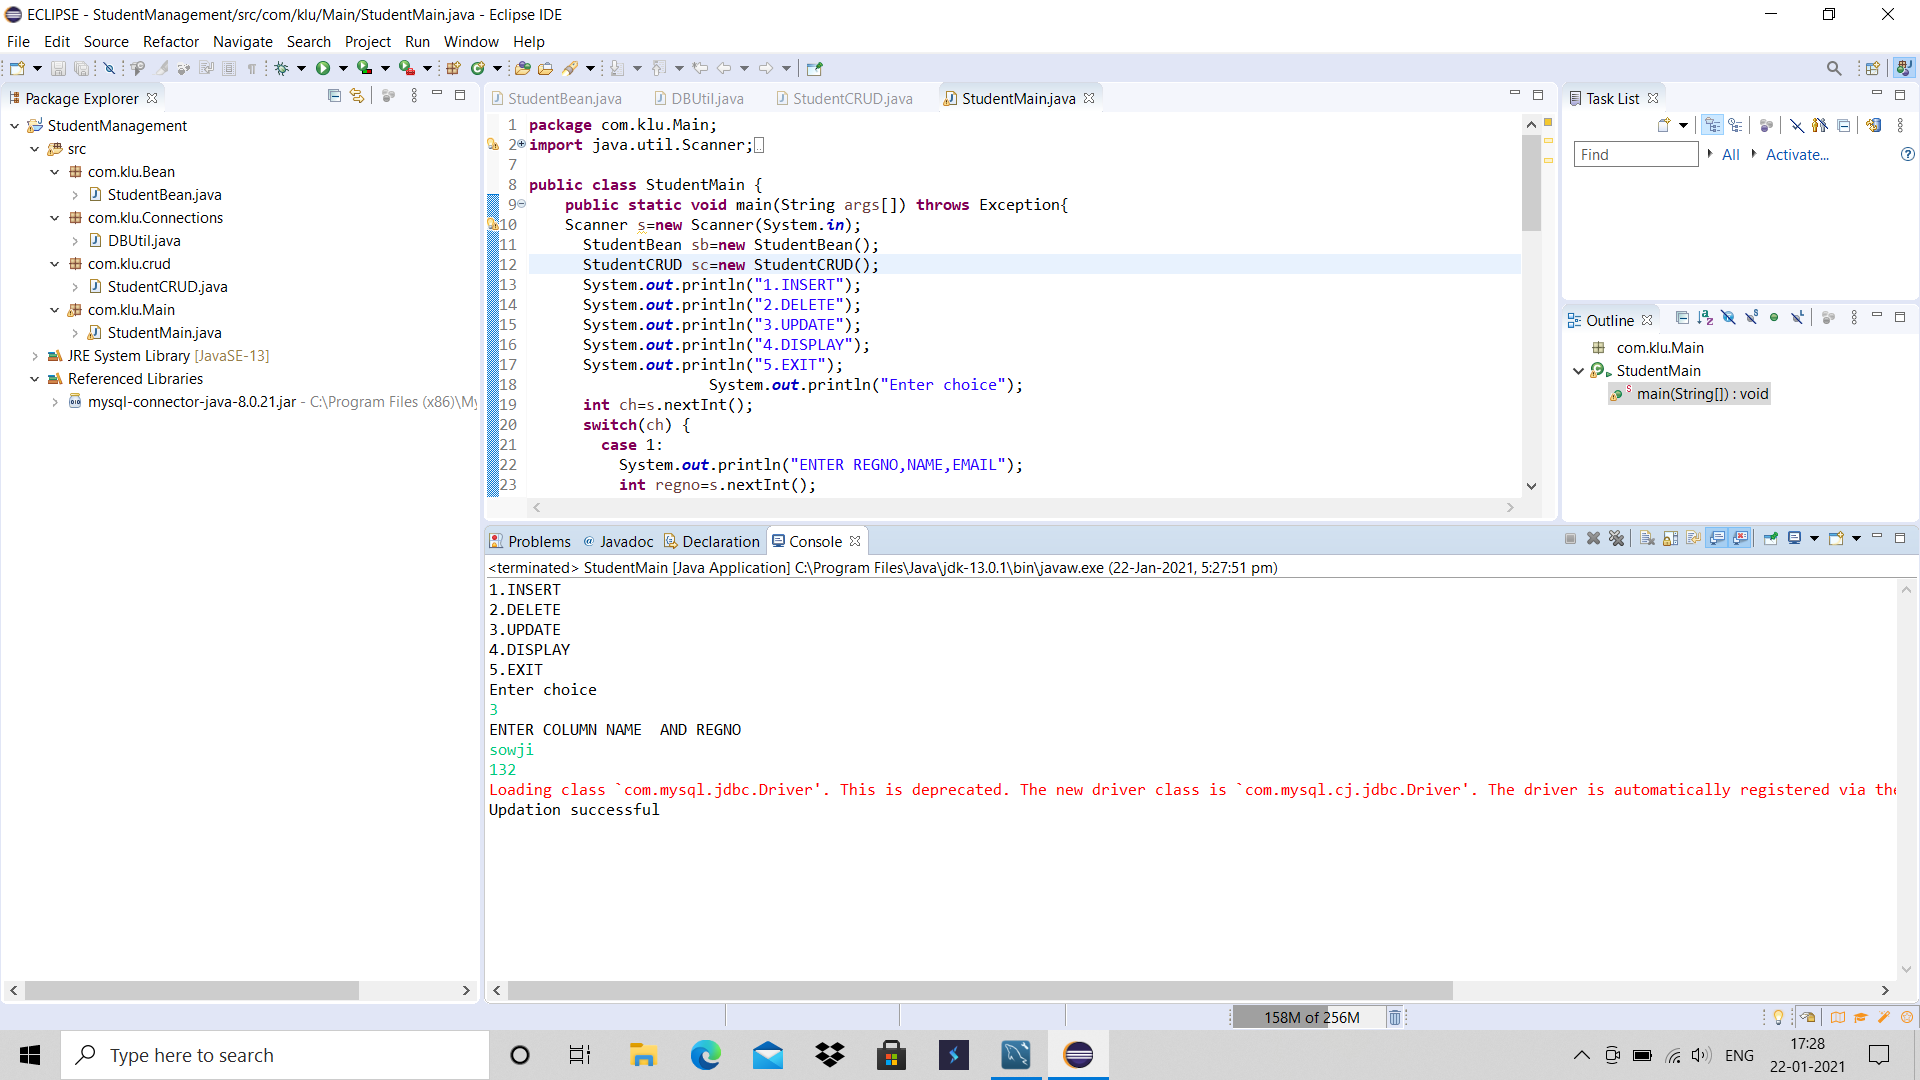 ECLIPSE - StudentManagement/src/com/klu/Main/StudentMain.java - Eclipse IDE
File Edit Source Refactor Navigate Search Project Run Window Help
Package Explorer
StudentManagement
src
com.klu.Bean
StudentBean.java
com.klu.Connections
DBUtil.java
com.klu.crud
StudentCRUD.java
com.klu.Main
StudentMain.java
JRE System Library [JavaSE-13]
Referenced Libraries
mysql-connector-java-8.0.21.jar - C:\Program Files (x86)\My
StudentBean.java DBUtil.java StudentCRUD.java StudentMain.java
1 package com.klu.Main;
2 import java.util.Scanner;
7
8 public class StudentMain {
9 public static void main(String args[]) throws Exception{
10 Scanner s=new Scanner(System.in);
11 StudentBean sb=new StudentBean();
12 StudentCRUD sc=new StudentCRUD();
13 System.out.println("1.INSERT");
14 System.out.println("2.DELETE");
15 System.out.println("3.UPDATE");
16 System.out.println("4.DISPLAY");
17 System.out.println("5.EXIT");
18 System.out.println("Enter choice");
19 int ch=s.nextInt();
20 switch(ch) {
21 case 1:
22 System.out.println("ENTER REGNO,NAME,EMAIL");
23 int regno=s.nextInt();
Task List
Find All Activate...
Outline
com.klu.Main
StudentMain
main(String[]) : void
Problems @ Javadoc Declaration Console
<terminated> StudentMain [Java Application] C:\Program Files\Java\jdk-13.0.1\bin\javaw.exe (22-Jan-2021, 5:27:51 pm)
1.INSERT
2.DELETE
3.UPDATE
4.DISPLAY
5.EXIT
Enter choice
3
ENTER COLUMN NAME  AND REGNO
sowji
132
Loading class `com.mysql.jdbc.Driver'. This is deprecated. The new driver class is `com.mysql.cj.jdbc.Driver'. The driver is automatically registered via the
Updation successful
158M of 256M
Type here to search
ENG
17:28
22-01-2021